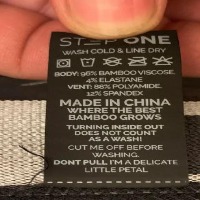 STEP ONE
WASH COLD & LINE DRY
BODY: 96% BAMBOO VISCOSE.
4% ELASTANE
VENT: 88% POLYAMIDE.
12% SPANDEX
MADE IN CHINA
WHERE THE BEST
BAMBOO GROWS
TURNING INSIDE OUT
DOES NOT COUNT
AS A WASH!
CUT ME OFF BEFORE
WASHING.
DONT PULL I'M A DELICATE
LITTLE PETAL